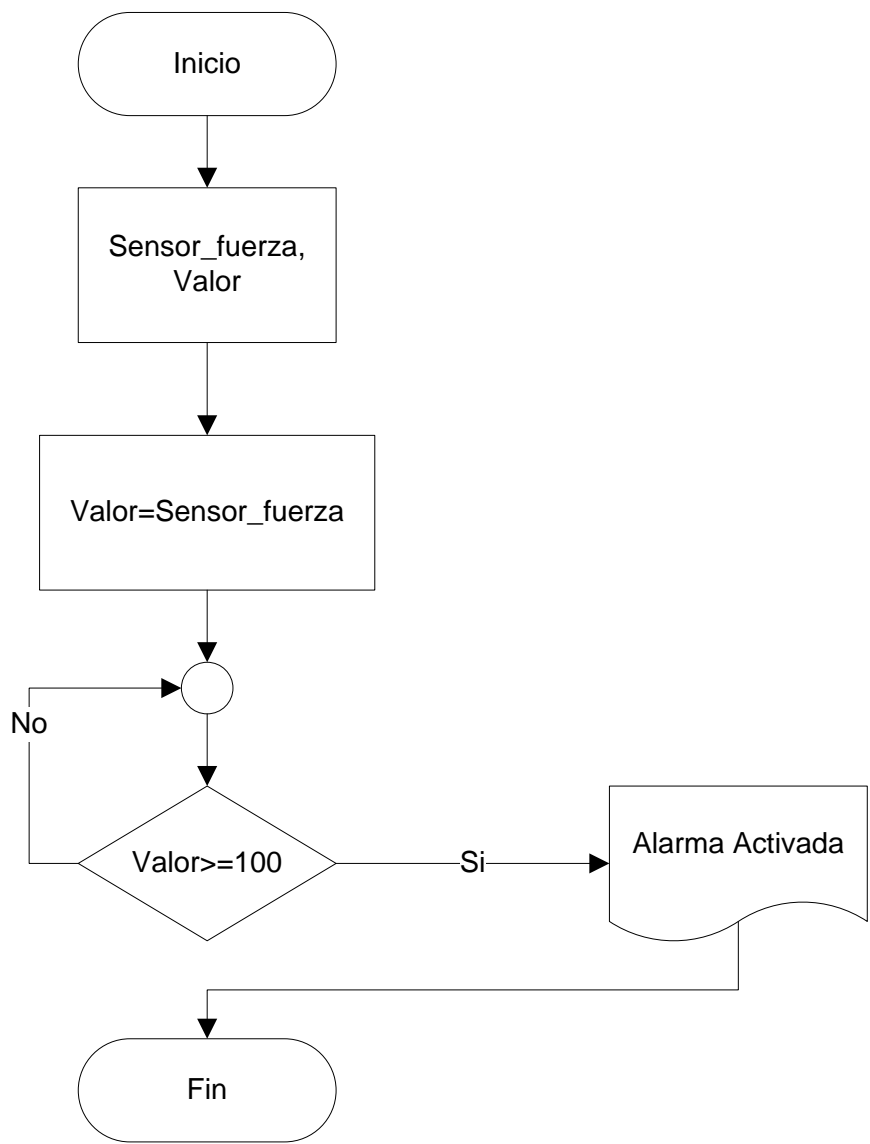 Inicio
Sensor_fuerza,
Valor
Valor=Sensor_fuerza
No
Valor>=100
Si
Alarma Activada
Fin